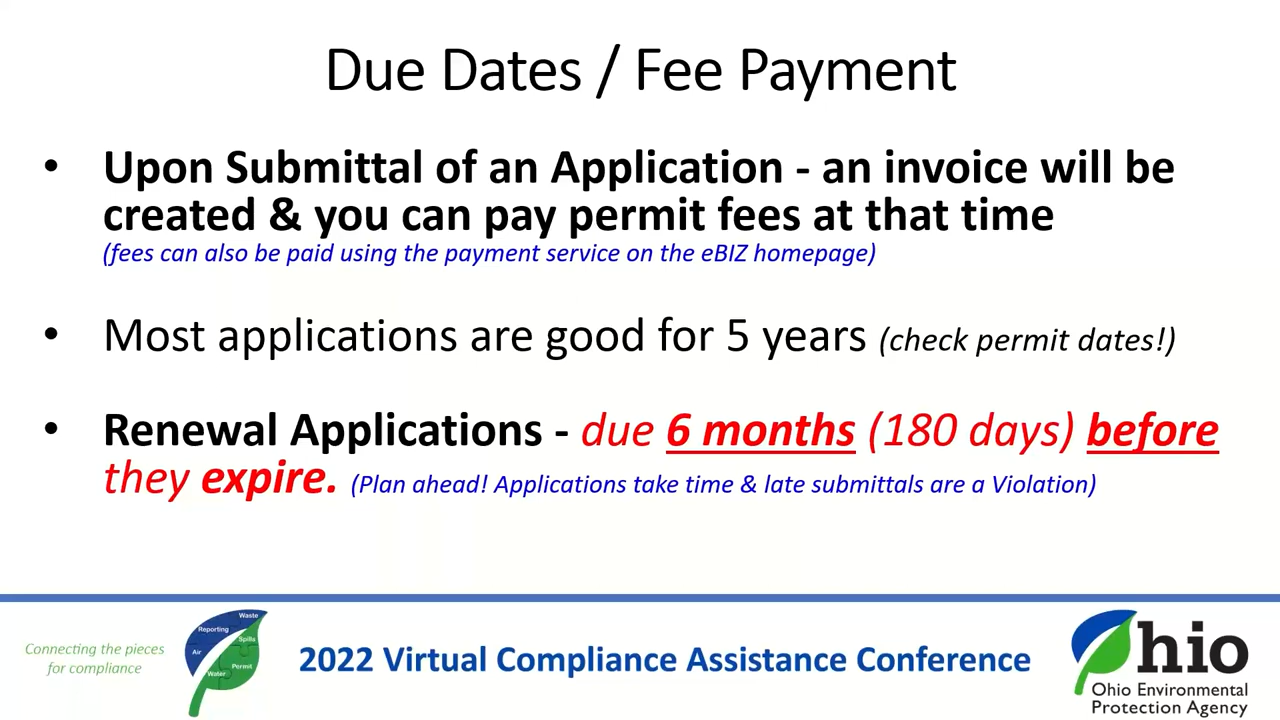 Due Dates / Fee Payment
• Upon Submittal of an Application - an invoice will be
created & you can pay permit fees at that time
(fees can also be paid using the payment service on the eBIZ homepage)
• Most applications are good for 5 years (check permit dates!)
• Renewal Applications - due 6 months (180 days) before
they expire. (Plan ahead! Applications take time & late submittals are a Violation)
Connecting the pieces
for compliance
Waste
Reporting
Spills
Air
Permit
Water
2022 Virtual Compliance Assistance Conference
Ohio
Ohio Environmental
Protection Agency